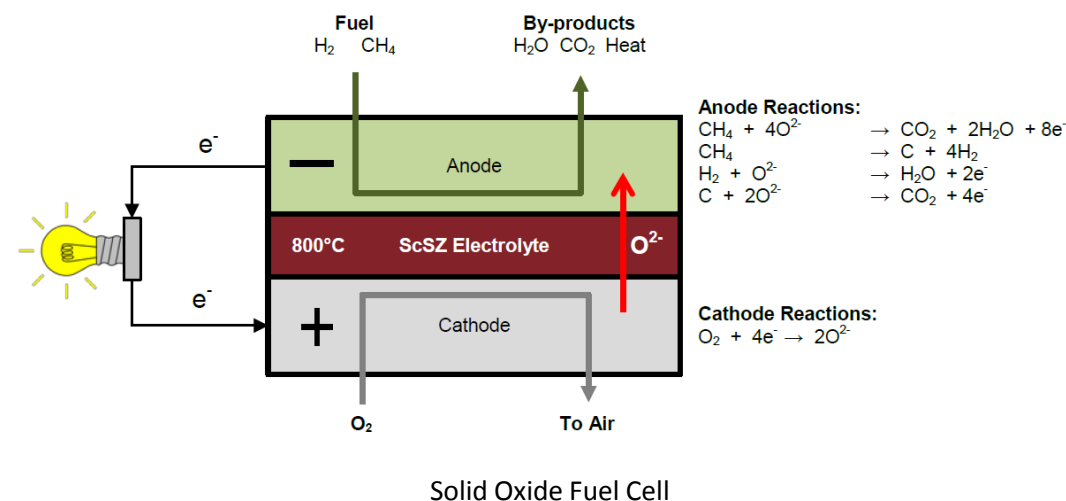 Fuel
H₂ CH₄
By-products
H₂O CO₂ Heat
Anode Reactions:
CH₄ + 4O²⁻ → CO₂ + 2H₂O + 8e⁻
CH₄ → C + 4H₂
H₂ + O²⁻ → H₂O + 2e⁻
C + 2O²⁻ → CO₂ + 4e⁻
e⁻
− Anode
800°C ScSZ Electrolyte O²⁻
e⁻
+ Cathode
Cathode Reactions:
O₂ + 4e⁻ → 2O²⁻
O₂
To Air
Solid Oxide Fuel Cell